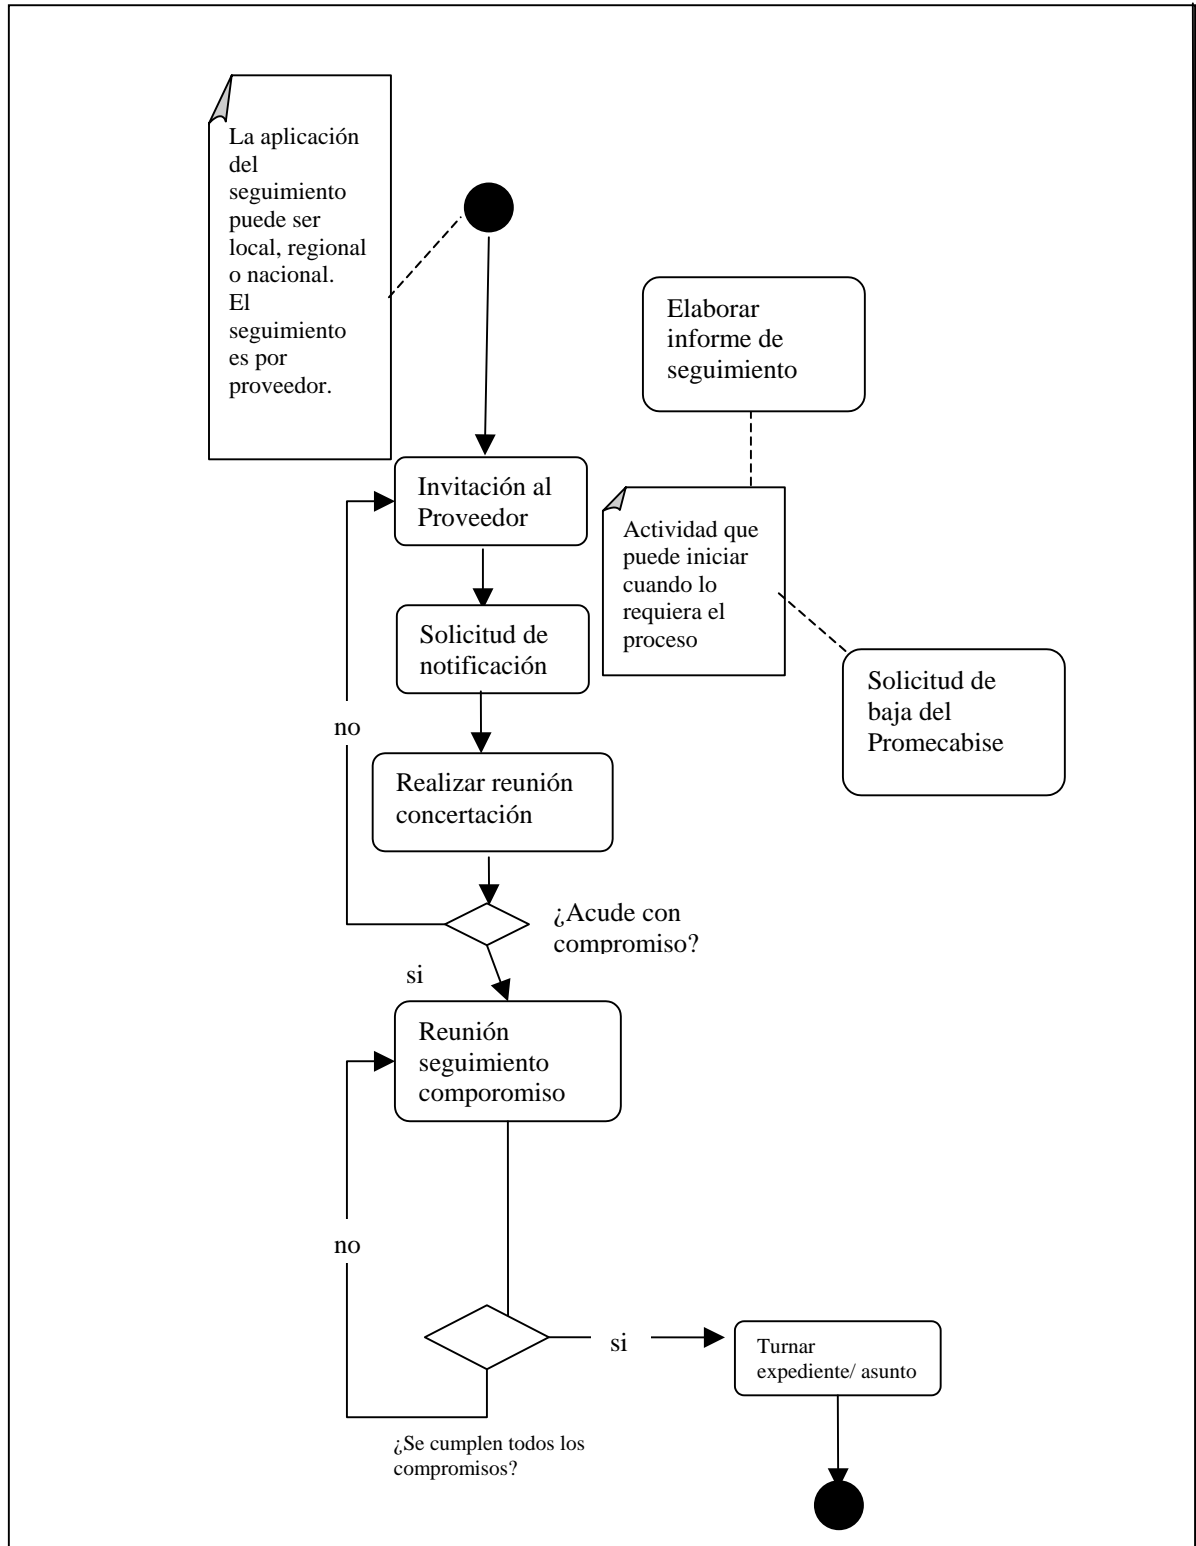 La aplicación
del
seguimiento
puede ser
local, regional
o nacional.
El
seguimiento
es por
proveedor.
Elaborar
informe de
seguimiento
Invitación al
Proveedor
Actividad que
puede iniciar
cuando lo
requiera el
proceso
Solicitud de
notificación
Solicitud de
baja del
Promecabise
no
Realizar reunión
concertación
¿Acude con
compromiso?
si
Reunión
seguimiento
comporomiso
no
si
Turnar
expediente/ asunto
¿Se cumplen todos los
compromisos?